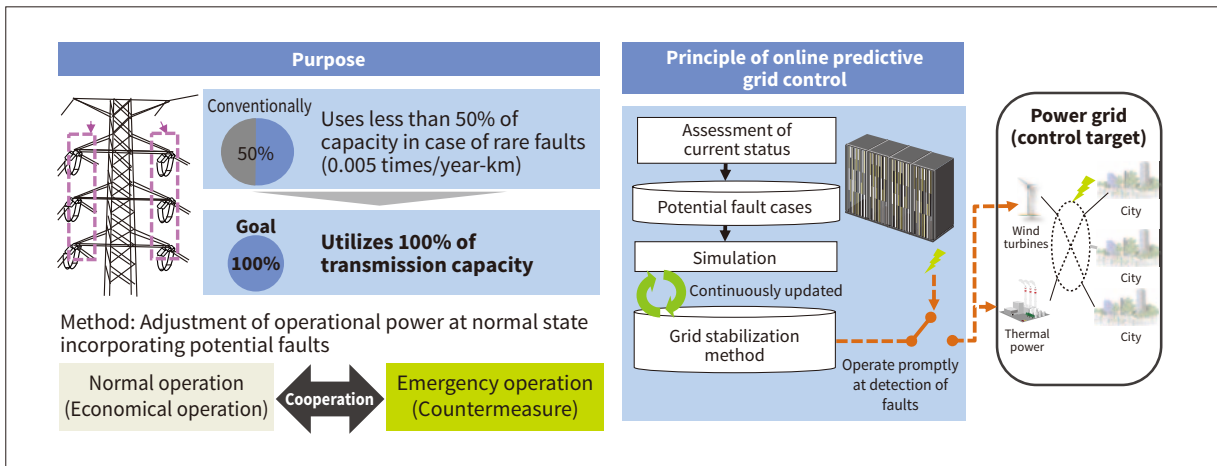 Purpose
Conventionally
50%
Uses less than 50% of
capacity in case of rare faults
(0.005 times/year-km)
Goal
100%
Utilizes 100% of
transmission capacity
Method: Adjustment of operational power at normal state
incorporating potential faults
Normal operation
(Economical operation)
Cooperation
Emergency operation
(Countermeasure)
Principle of online predictive
grid control
Assessment of
current status
Potential fault cases
Simulation
Continuously updated
Grid stabilization
method
Operate promptly
at detection of
faults
Power grid
(control target)
Wind
turbines
Thermal
power
City
City
City